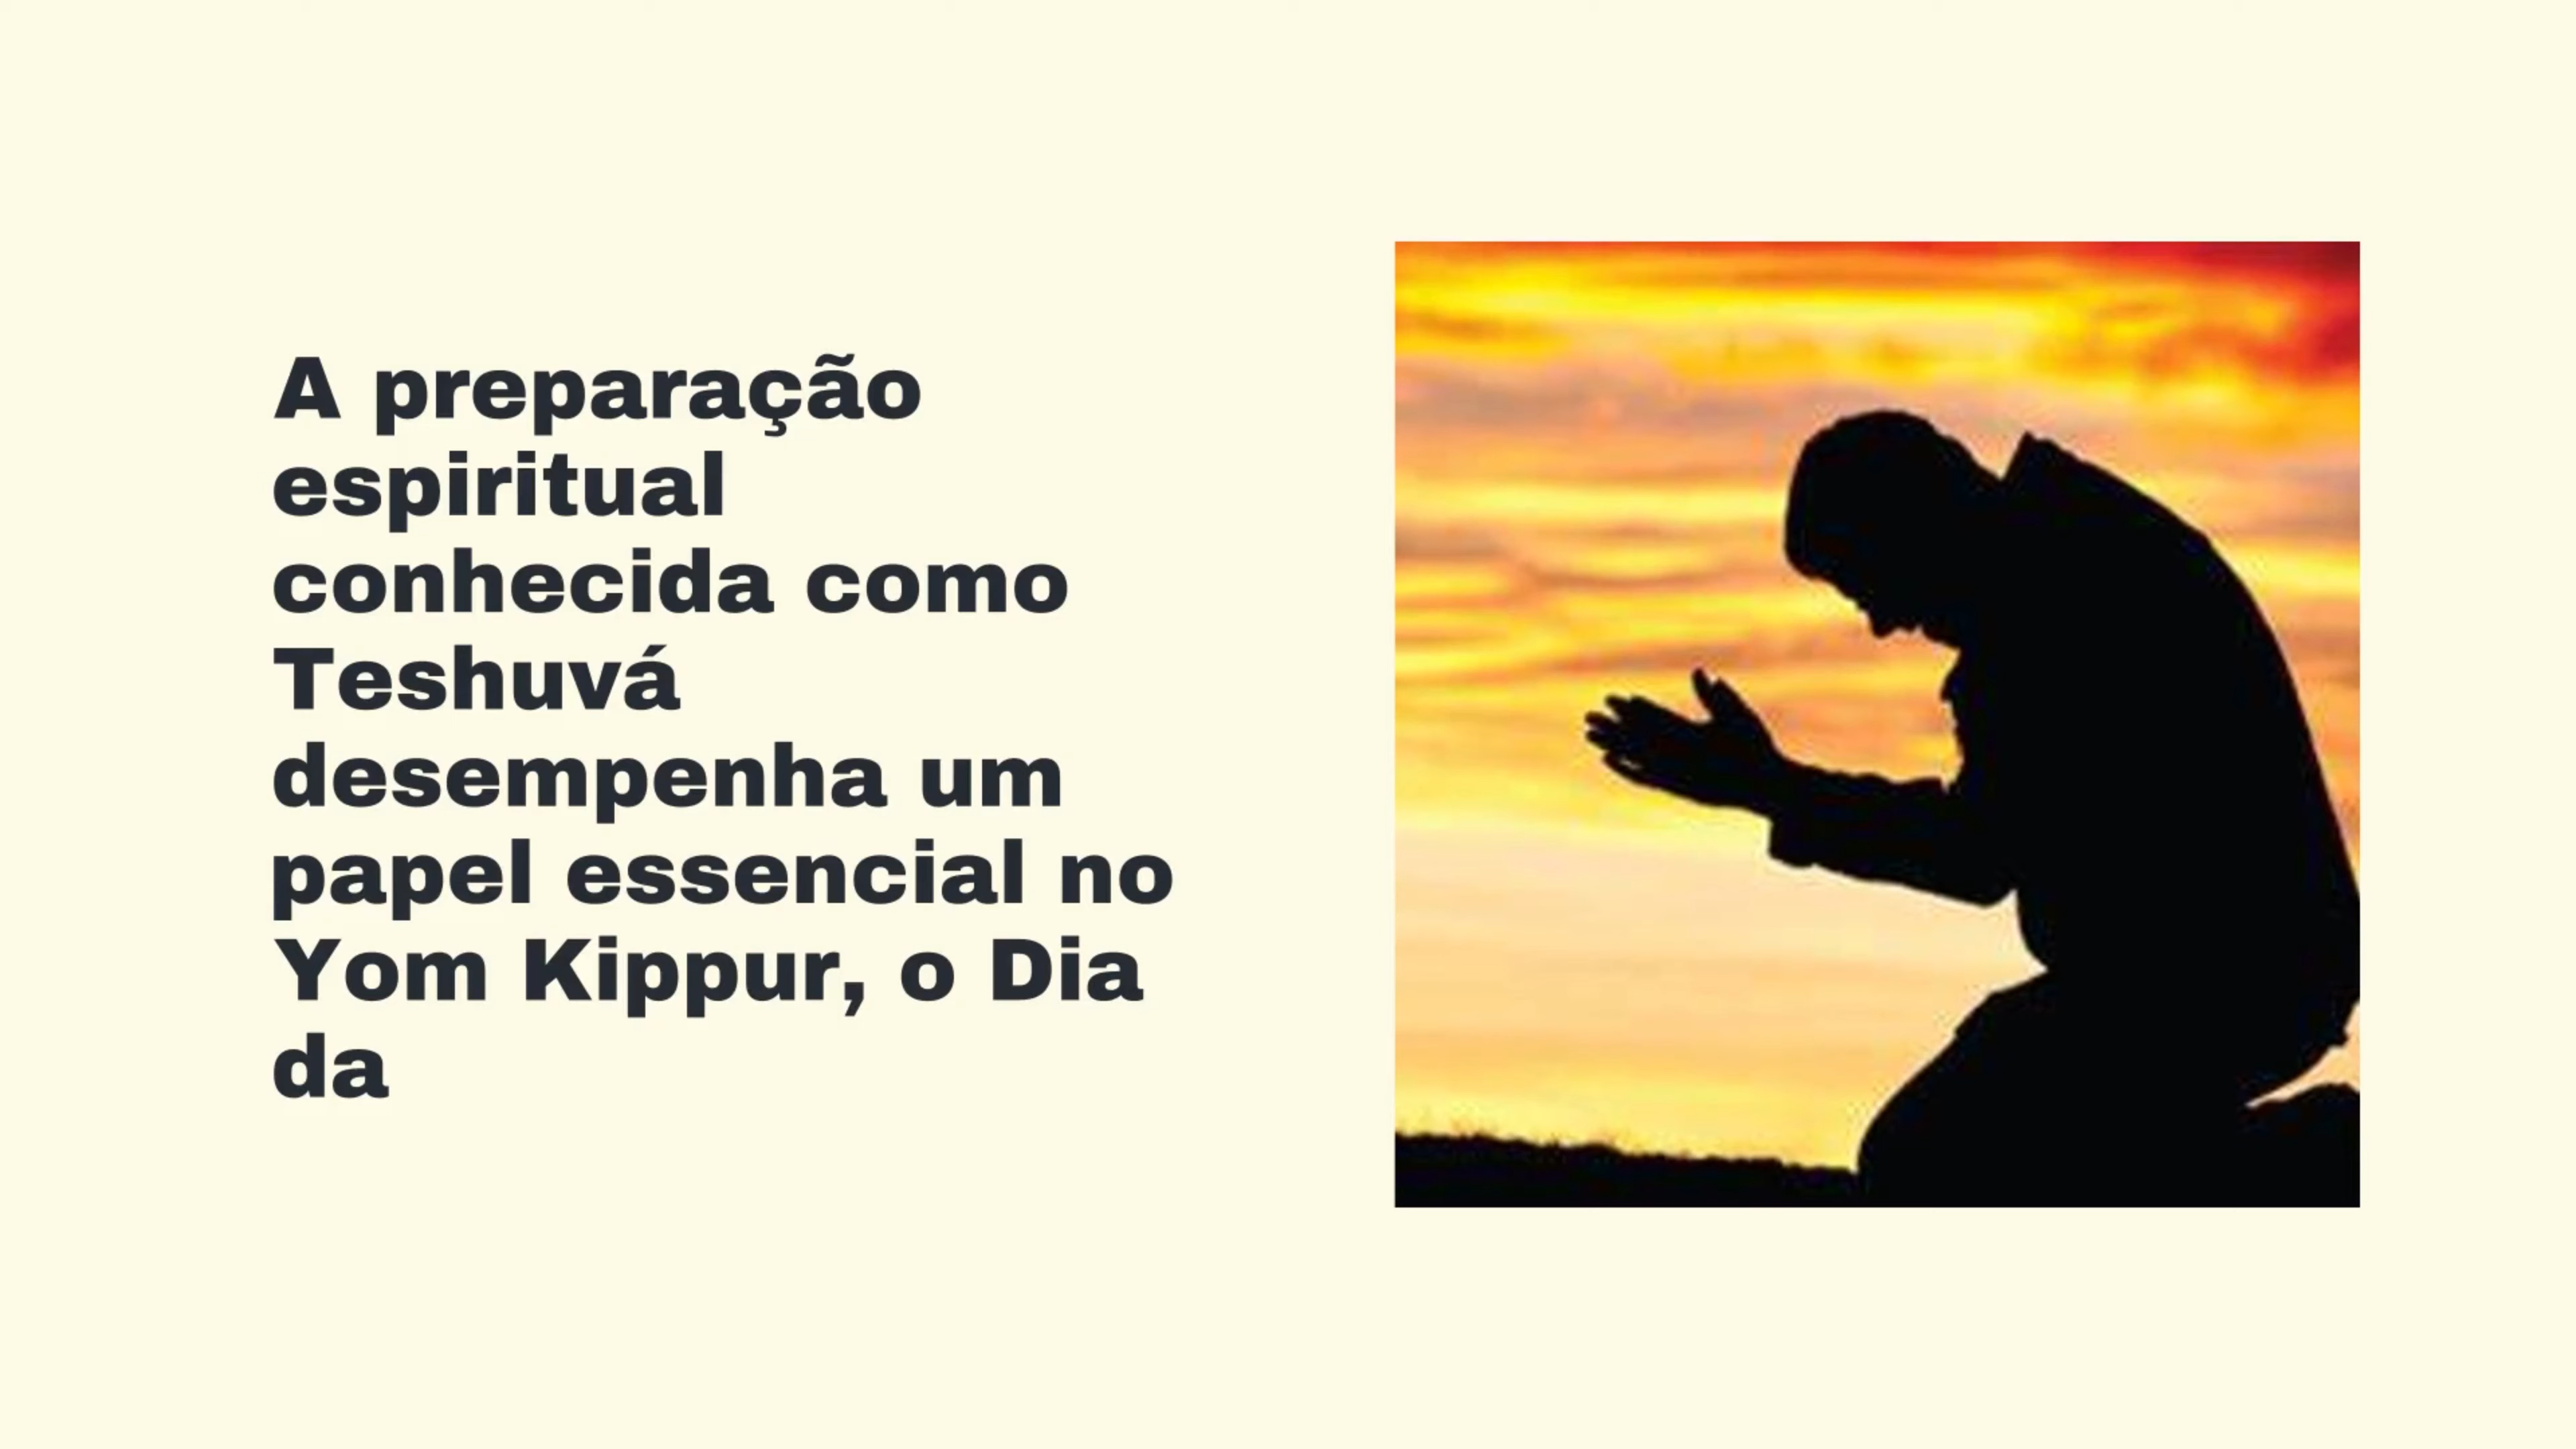 A preparação
espiritual
conhecida como
Teshuvá
desempenha um
papel essencial no
Yom Kippur, o Dia
da